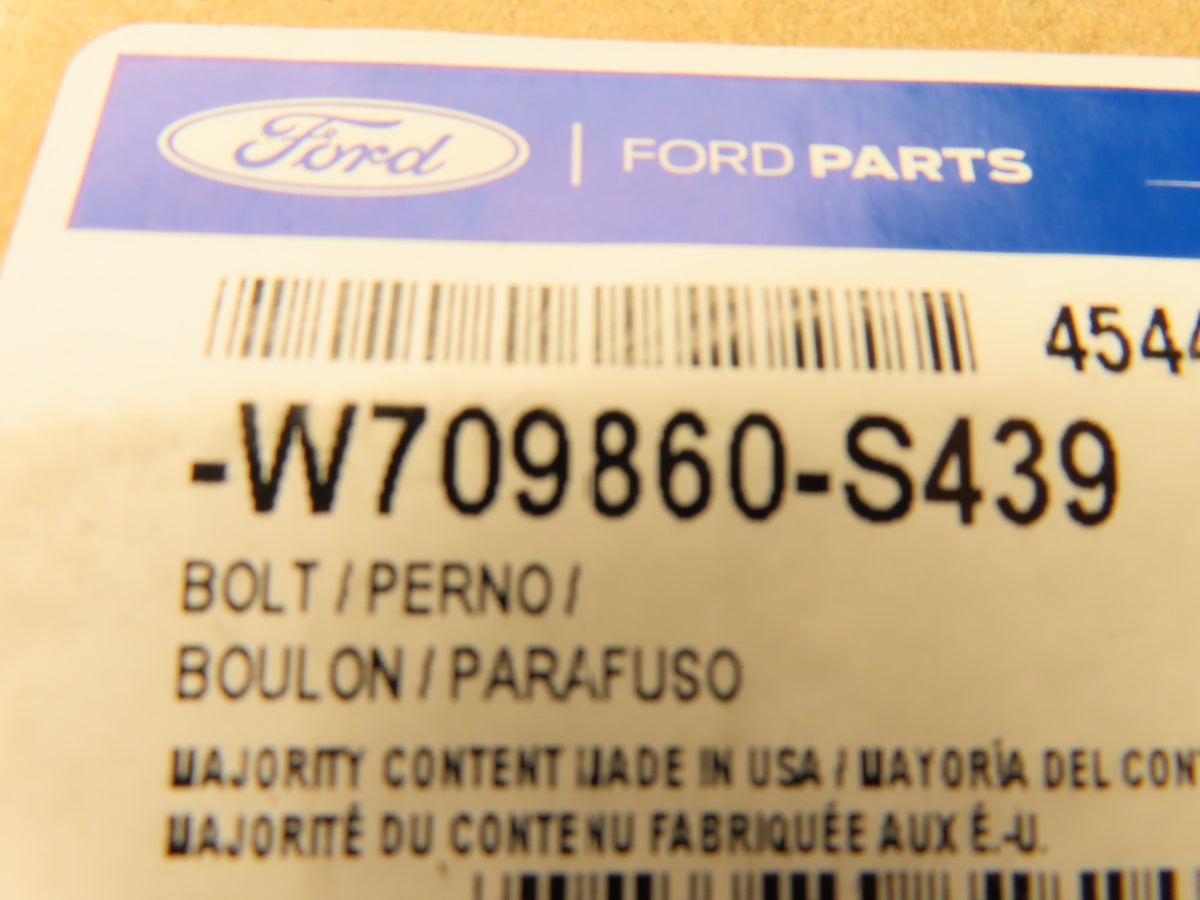 Ford | FORD PARTS
4544
-W709860-S439
BOLT / PERNO /
BOULON / PARAFUSO
MAJORITY CONTENT MADE IN USA / MAYORÍA DEL CON
MAJORITÉ DU CONTENU FABRIQUÉE AUX É.-U.